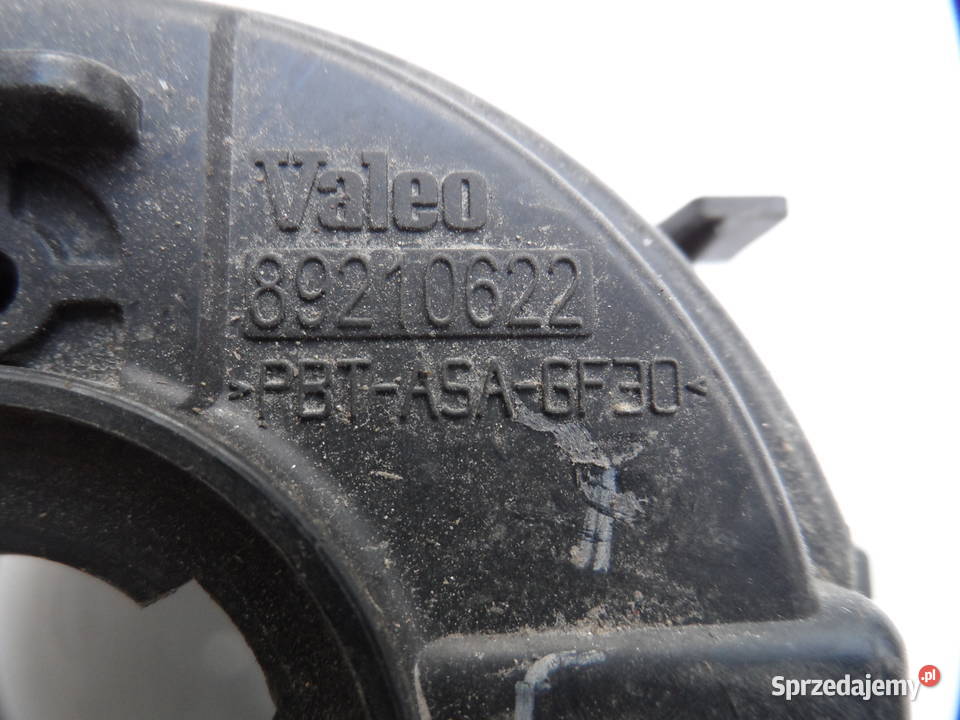 Valeo
89210622
>PBT-ASA-GF30<
Sprzedajemy.pl